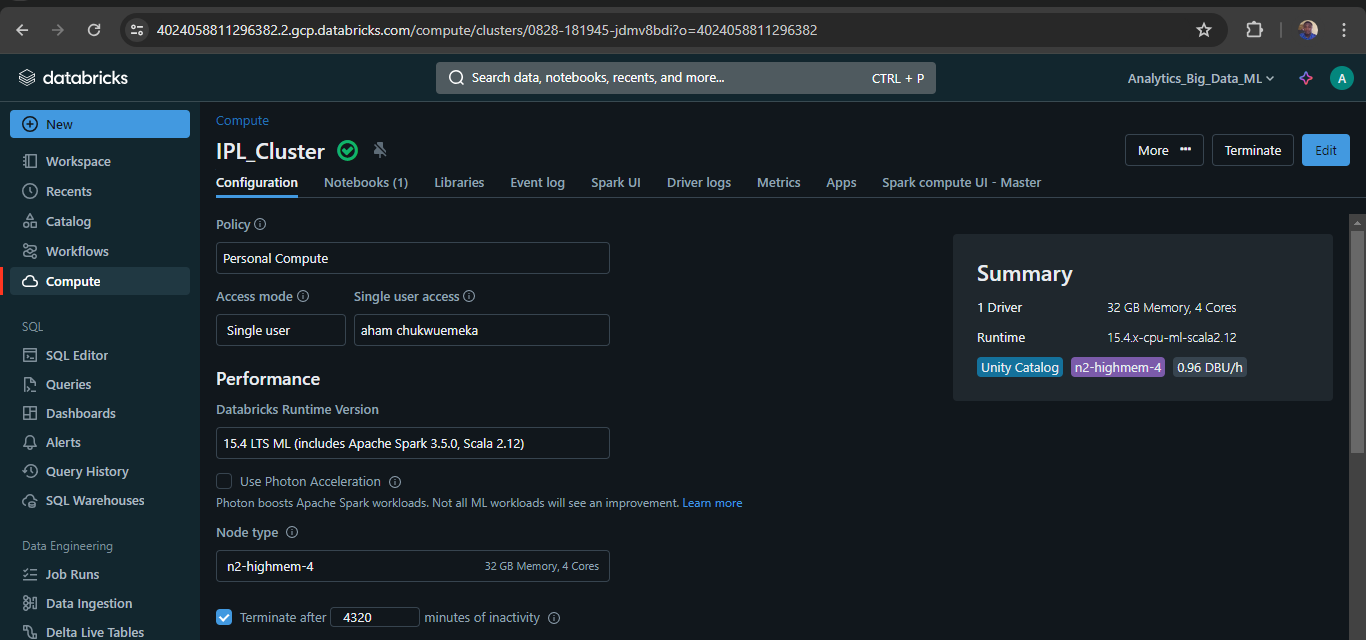 4024058811296382.2.gcp.databricks.com/compute/clusters/0828-181945-jdmv8bdi?o=4024058811296382
databricks
Search data, notebooks, recents, and more...
CTRL + P
Analytics_Big_Data_ML
A
New
Workspace
Recents
Catalog
Workflows
Compute
SQL
SQL Editor
Queries
Dashboards
Alerts
Query History
SQL Warehouses
Data Engineering
Job Runs
Data Ingestion
Delta Live Tables
Compute
IPL_Cluster
More
Terminate
Edit
Configuration Notebooks (1) Libraries Event log Spark UI Driver logs Metrics Apps Spark compute UI - Master
Policy
Personal Compute
Access mode Single user access
Single user aham chukwuemeka
Performance
Databricks Runtime Version
15.4 LTS ML (includes Apache Spark 3.5.0, Scala 2.12)
Use Photon Acceleration
Photon boosts Apache Spark workloads. Not all ML workloads will see an improvement. Learn more
Node type
n2-highmem-4 32 GB Memory, 4 Cores
Terminate after 4320 minutes of inactivity
Summary
1 Driver 32 GB Memory, 4 Cores
Runtime 15.4.x-cpu-ml-scala2.12
Unity Catalog n2-highmem-4 0.96 DBU/h